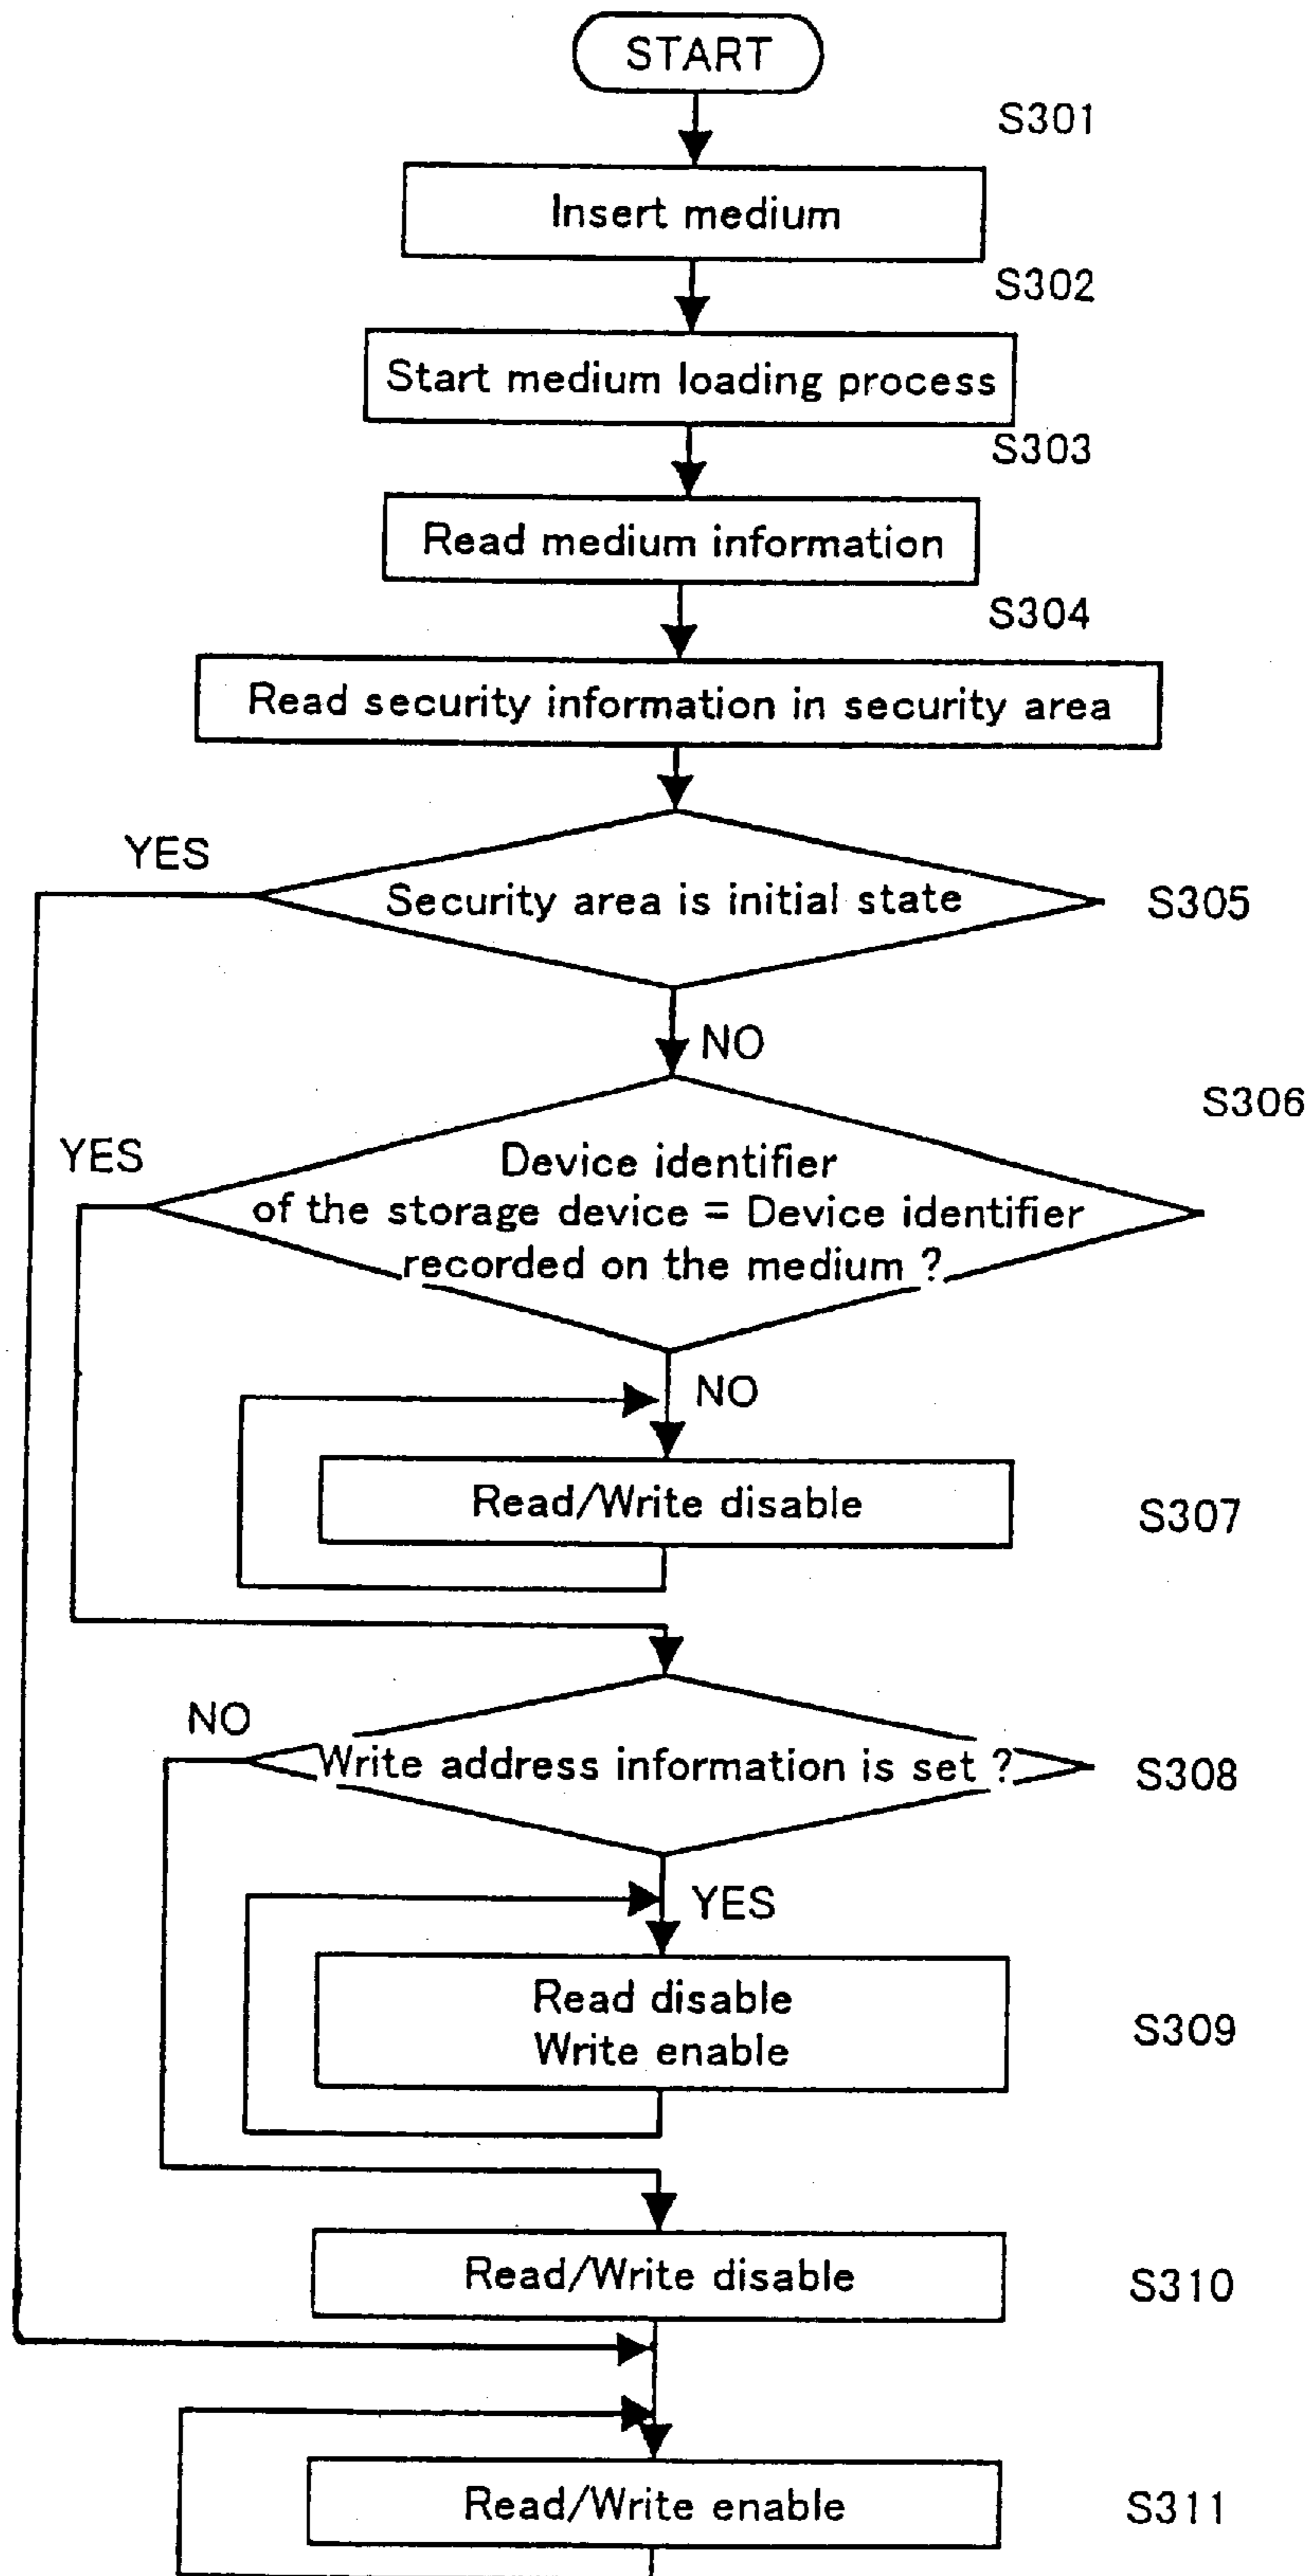 START
S301
Insert medium
S302
Start medium loading process
S303
Read medium information
S304
Read security information in security area
YES
Security area is initial state
S305
NO
S306
YES
Device identifier
of the storage device = Device identifier
recorded on the medium ?
NO
Read/Write disable
S307
NO
Write address information is set ?
S308
YES
Read disable
Write enable
S309
Read/Write disable
S310
Read/Write enable
S311